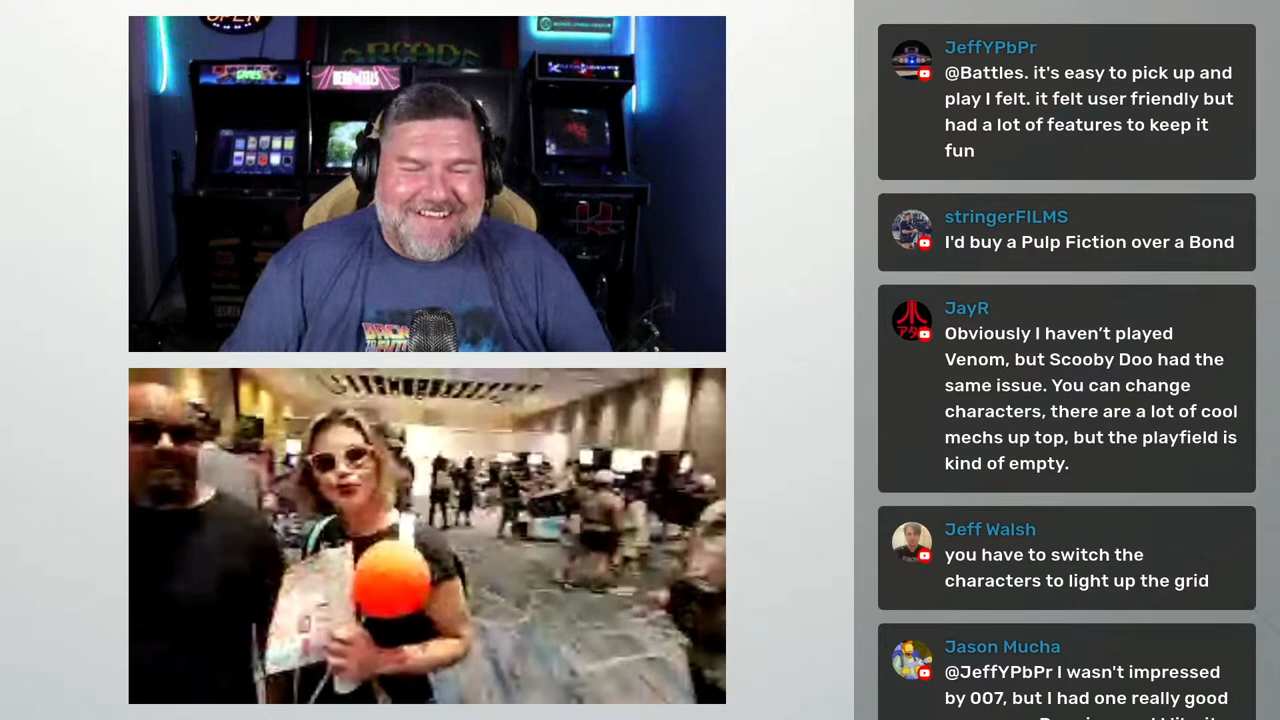 OPEN
ARCADE
GAMES
BACK
JeffYPbPr
@Battles. it's easy to pick up and
play I felt. it felt user friendly but
had a lot of features to keep it
fun
stringerFILMS
I'd buy a Pulp Fiction over a Bond
JayR
Obviously I haven’t played
Venom, but Scooby Doo had the
same issue. You can change
characters, there are a lot of cool
mechs up top, but the playfield is
kind of empty.
Jeff Walsh
you have to switch the
characters to light up the grid
Jason Mucha
@JeffYPbPr I wasn't impressed
by 007, but I had one really good